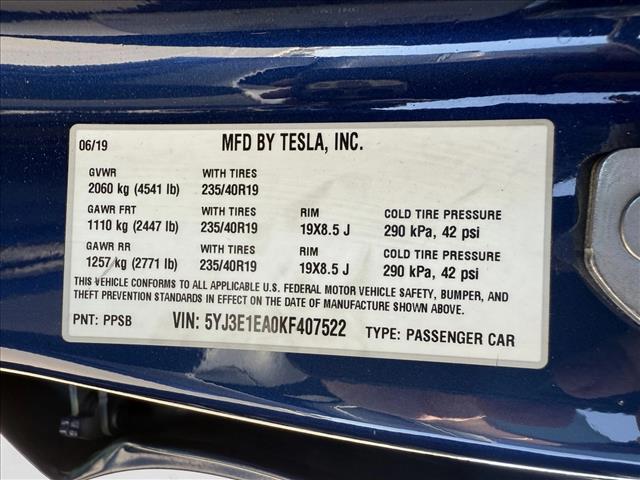 06/19 MFD BY TESLA, INC.
GVWR WITH TIRES
2060 kg (4541 lb) 235/40R19
GAWR FRT WITH TIRES RIM COLD TIRE PRESSURE
1110 kg (2447 lb) 235/40R19 19X8.5 J 290 kPa, 42 psi
GAWR RR WITH TIRES RIM COLD TIRE PRESSURE
1257 kg (2771 lb) 235/40R19 19X8.5 J 290 kPa, 42 psi
THIS VEHICLE CONFORMS TO ALL APPLICABLE U.S. FEDERAL MOTOR VEHICLE SAFETY, BUMPER, AND
THEFT PREVENTION STANDARDS IN EFFECT ON THE DATE OF MANUFACTURE SHOWN ABOVE.
PNT: PPSB VIN: 5YJ3E1EA0KF407522 TYPE: PASSENGER CAR